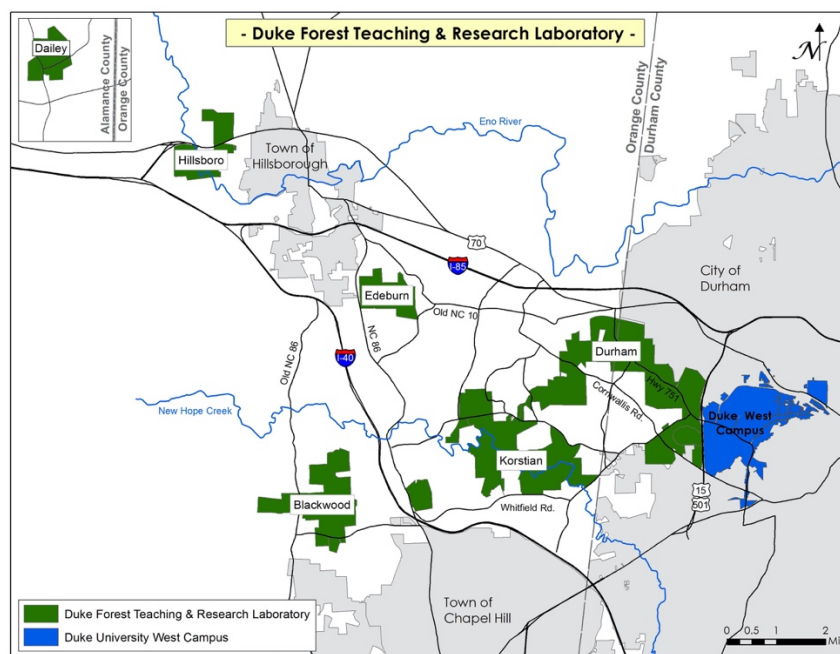 - Duke Forest Teaching & Research Laboratory -
Dailey
Alamance County
Orange County
N
Orange County
Durham County
Eno River
Hillsboro
Town of
Hillsborough
70
I-85
City of
Durham
Edeburn
Old NC 10
NC 86
Old NC 86
I-40
Durham
Hwy 751
Cornwallis Rd.
Duke West
Campus
New Hope Creek
Korstian
Blackwood
Whitfield Rd.
15
501
Town of
Chapel Hill
Duke Forest Teaching & Research Laboratory
Duke University West Campus
0 0.5 1 2